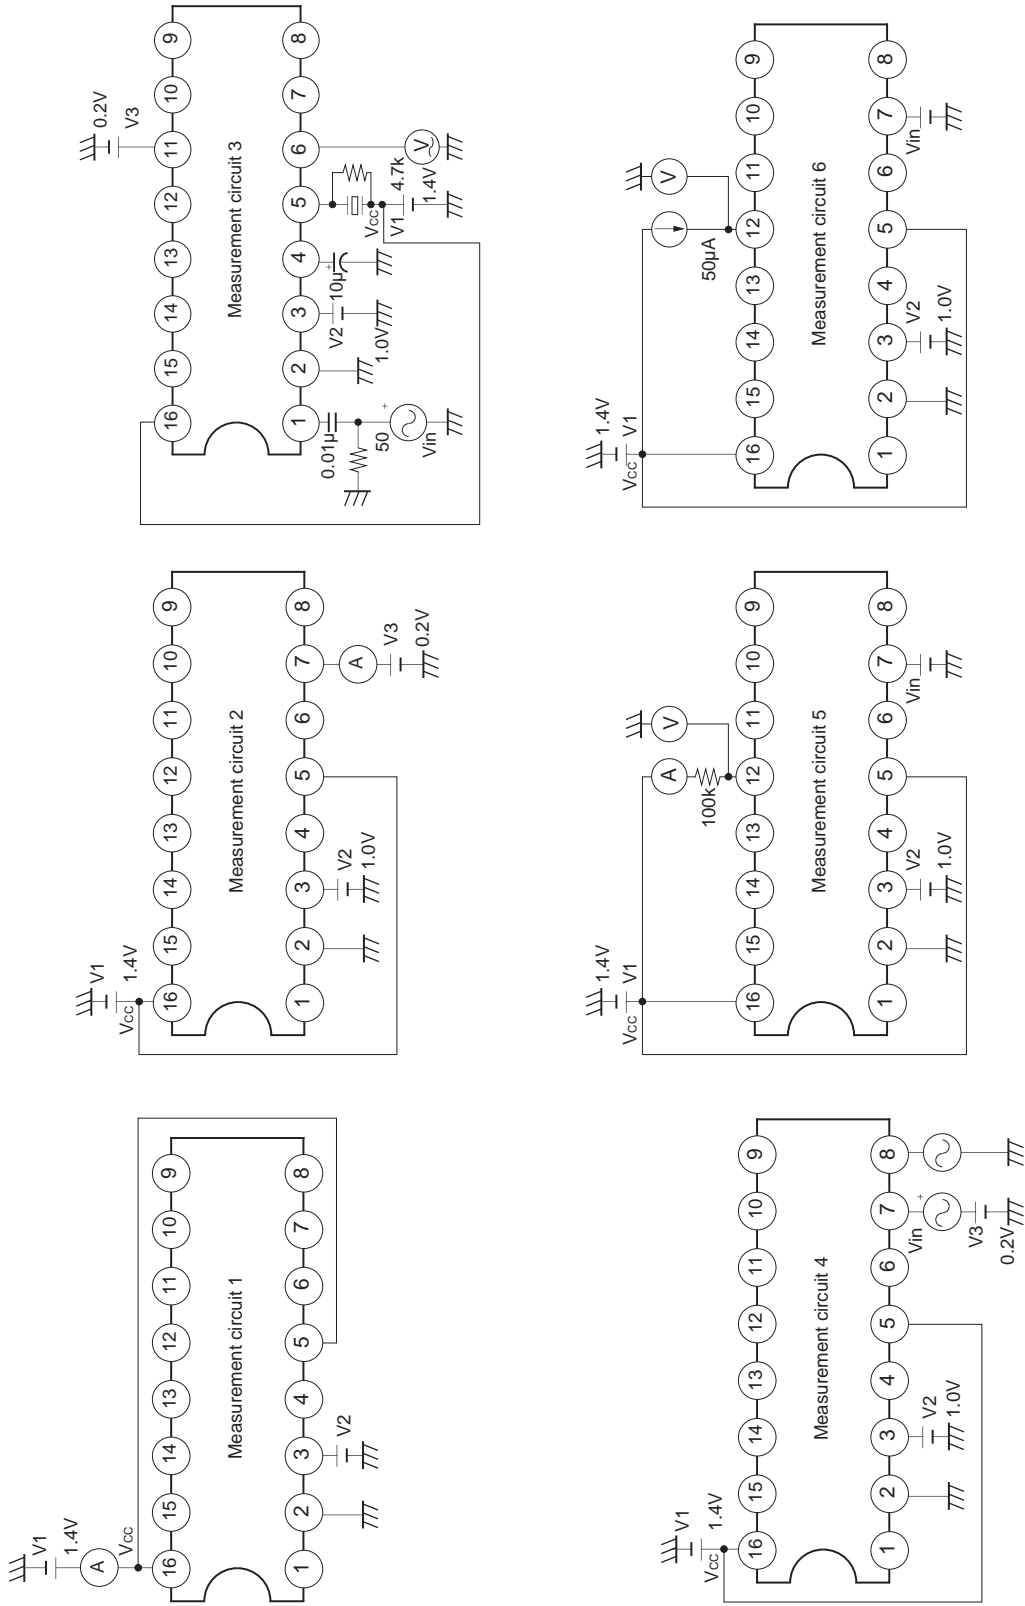 Measurement circuit 1
V1
1.4V
A
Vcc
16 15 14 13 12 11 10 9
1 2 3 4 5 6 7 8
V2
Measurement circuit 2
V1
1.4V
Vcc
16 15 14 13 12 11 10 9
1 2 3 4 5 6 7 8
V2
1.0V
A
V3
0.2V
Measurement circuit 3
0.2V
V3
16 15 14 13 12 11 10 9
1 2 3 4 5 6 7 8
0.01μ
50
+
Vin
V2
1.0V
+
10μ
Vcc
V1
4.7k
1.4V
V
Measurement circuit 4
V1
1.4V
Vcc
16 15 14 13 12 11 10 9
1 2 3 4 5 6 7 8
V2
1.0V
Vin
+
V3
0.2V
Measurement circuit 5
1.4V
V1
Vcc
A
V
100k
16 15 14 13 12 11 10 9
1 2 3 4 5 6 7 8
V2
1.0V
Vin
Measurement circuit 6
1.4V
V1
Vcc
V
50μA
16 15 14 13 12 11 10 9
1 2 3 4 5 6 7 8
V2
1.0V
Vin